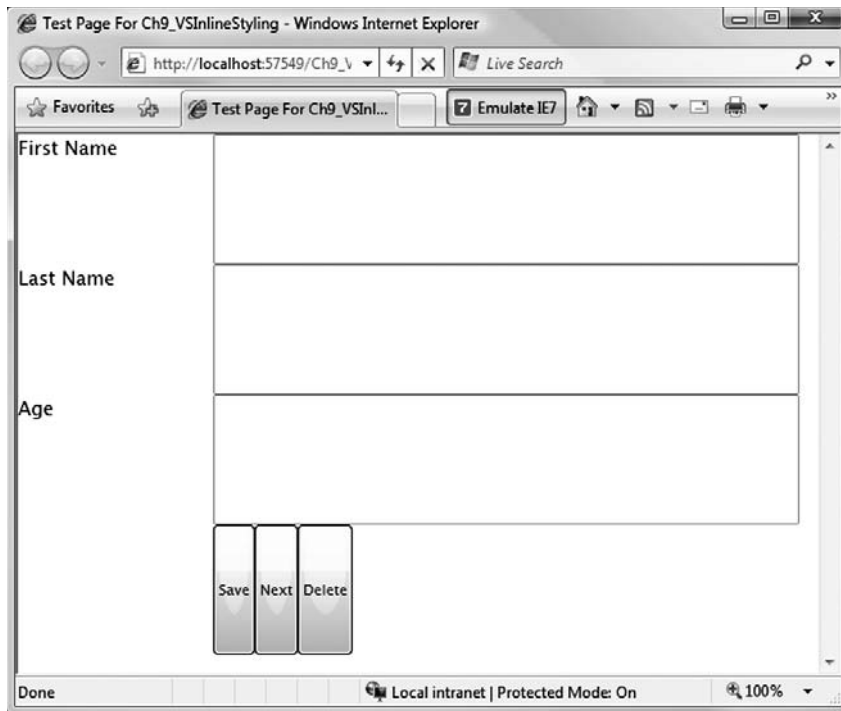 Test Page For Ch9_VSInlineStyling - Windows Internet Explorer
http://localhost:57549/Ch9_V
Live Search
Favorites
Test Page For Ch9_VSInl...
7 Emulate IE7
First Name
Last Name
Age
Save Next Delete
Done
Local intranet | Protected Mode: On
100%